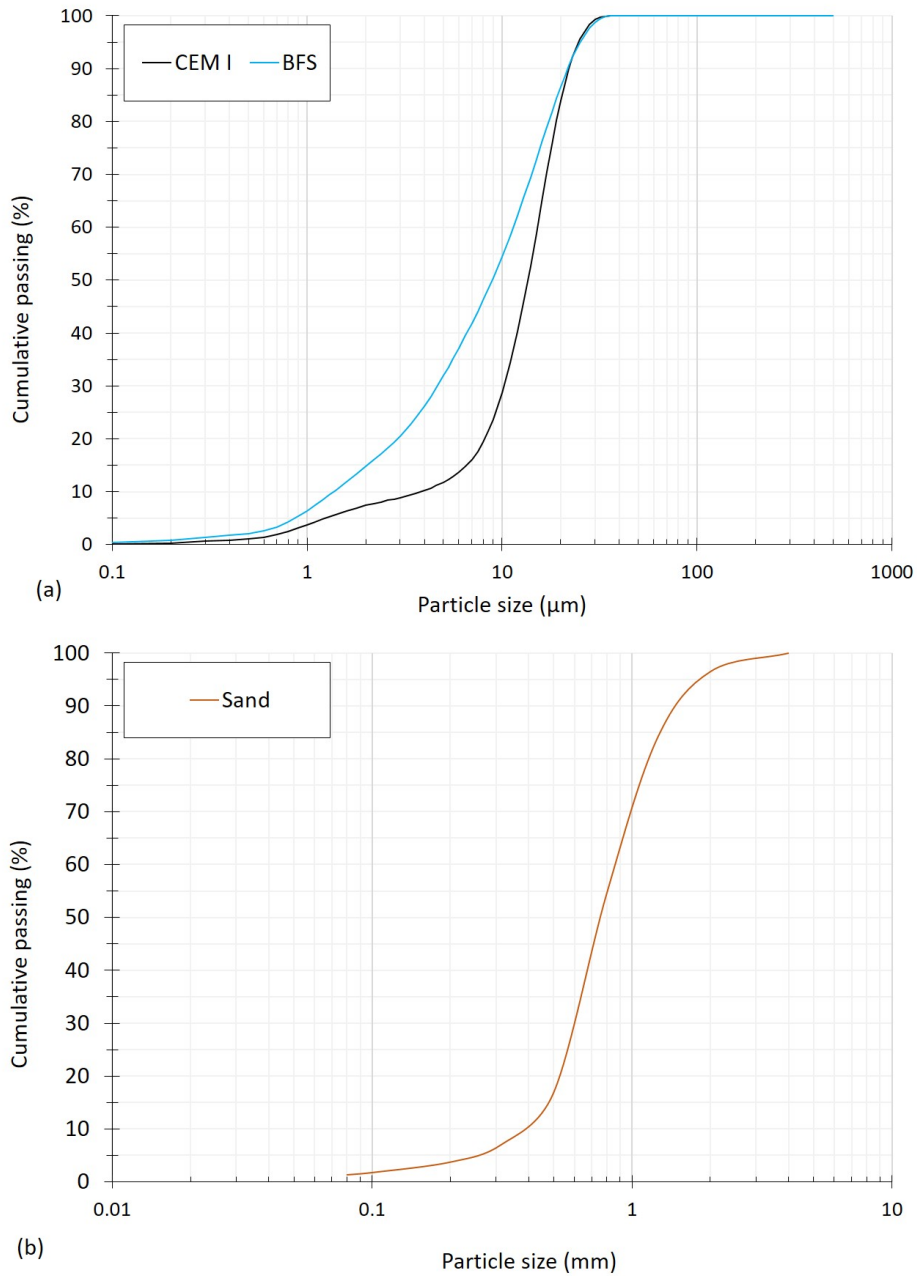 100
90
80
70
60
50
40
30
20
10
0
Cumulative passing (%)
CEM I BFS
0.1 1 10 100 1000
(a)
Particle size (µm)
100
90
80
70
60
50
40
30
20
10
0
Cumulative passing (%)
Sand
0.01 0.1 1 10
(b)
Particle size (mm)